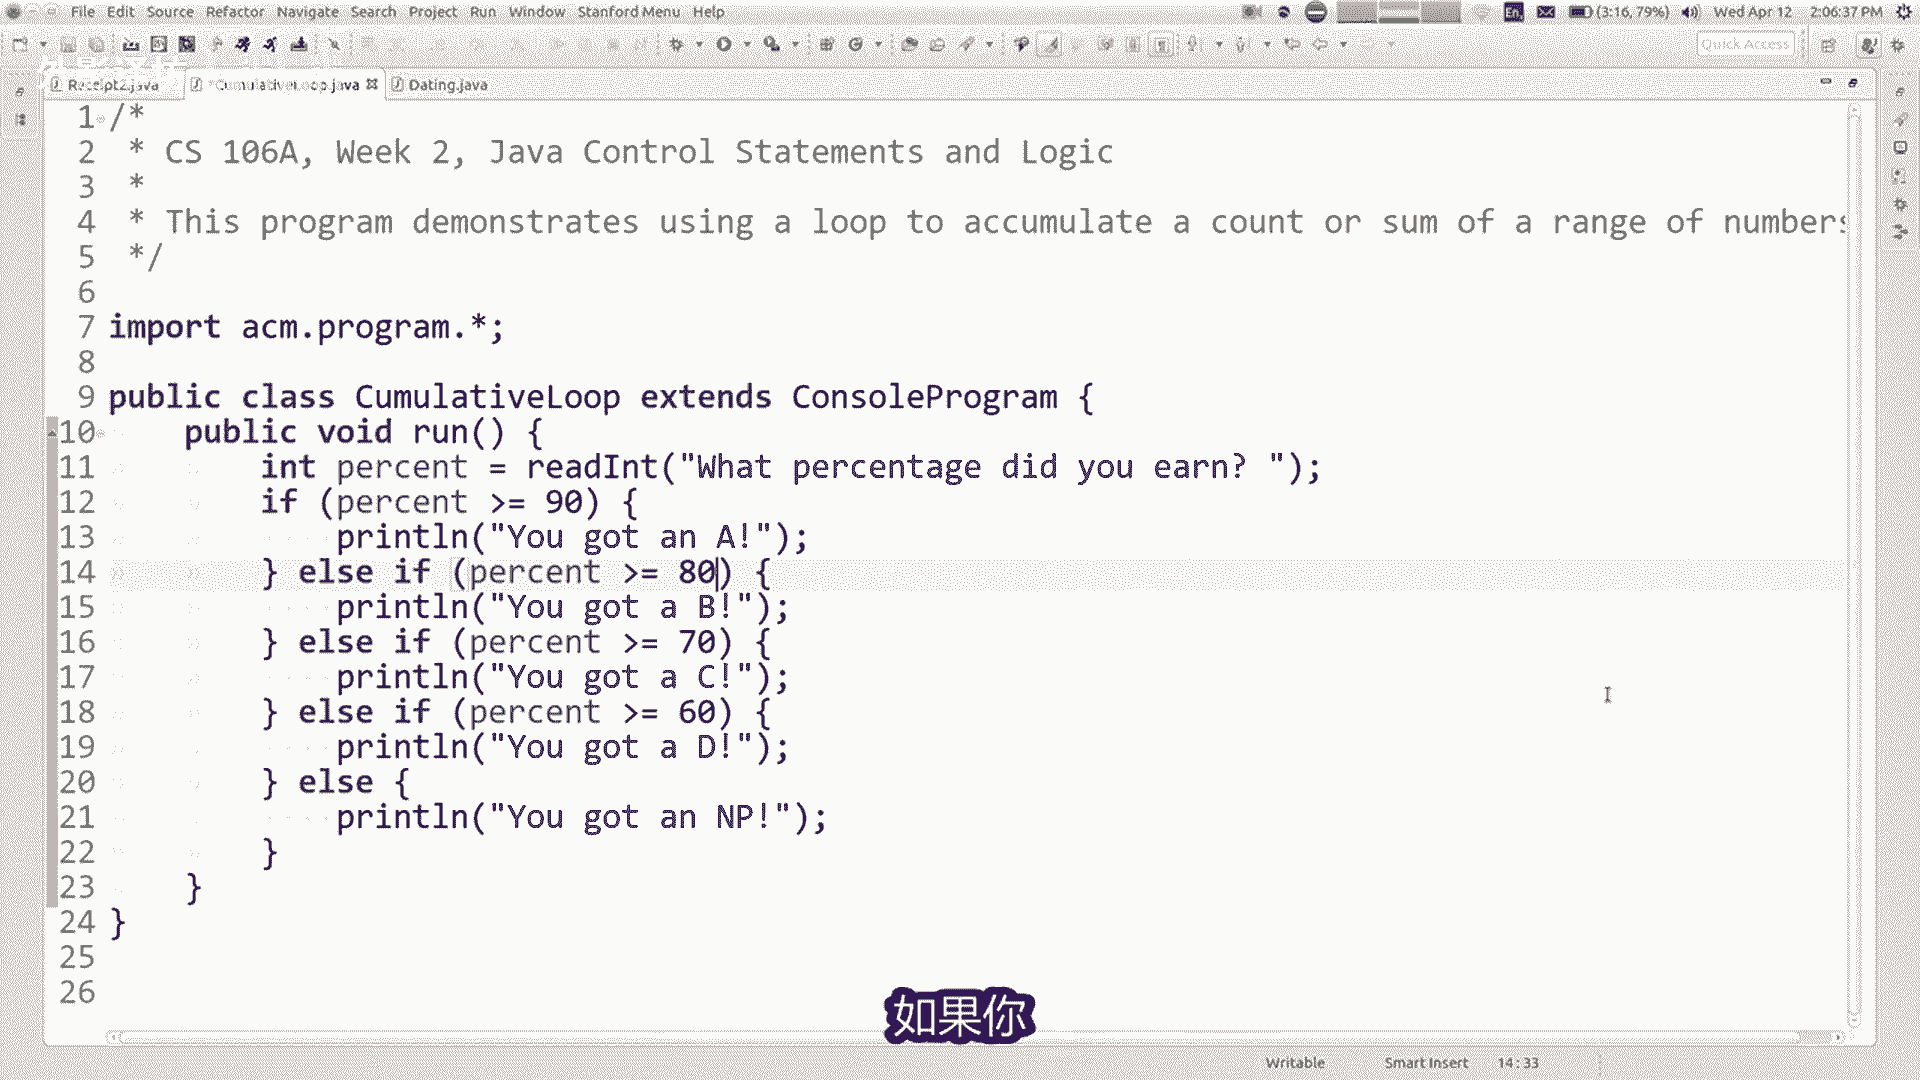 File Edit Source Refactor Navigate Search Project Run Window Stanford Menu Help En (3:16, 79%) Wed Apr 12 2:06:37 PM
Quick Access
Receipt2.java *CumulativeLoop.java Dating.java
1 /*
2 * CS 106A, Week 2, Java Control Statements and Logic
3 *
4 * This program demonstrates using a loop to accumulate a count or sum of a range of numbers
5 */
6
7 import acm.program.*;
8
9 public class CumulativeLoop extends ConsoleProgram {
10 public void run() {
11 int percent = readInt("What percentage did you earn? ");
12 if (percent >= 90) {
13 println("You got an A!");
14 } else if (percent >= 80) {
15 println("You got a B!");
16 } else if (percent >= 70) {
17 println("You got a C!");
18 } else if (percent >= 60) {
19 println("You got a D!");
20 } else {
21 println("You got an NP!");
22 }
23 }
24 }
25
26
如果你
Writable Smart Insert 14:33